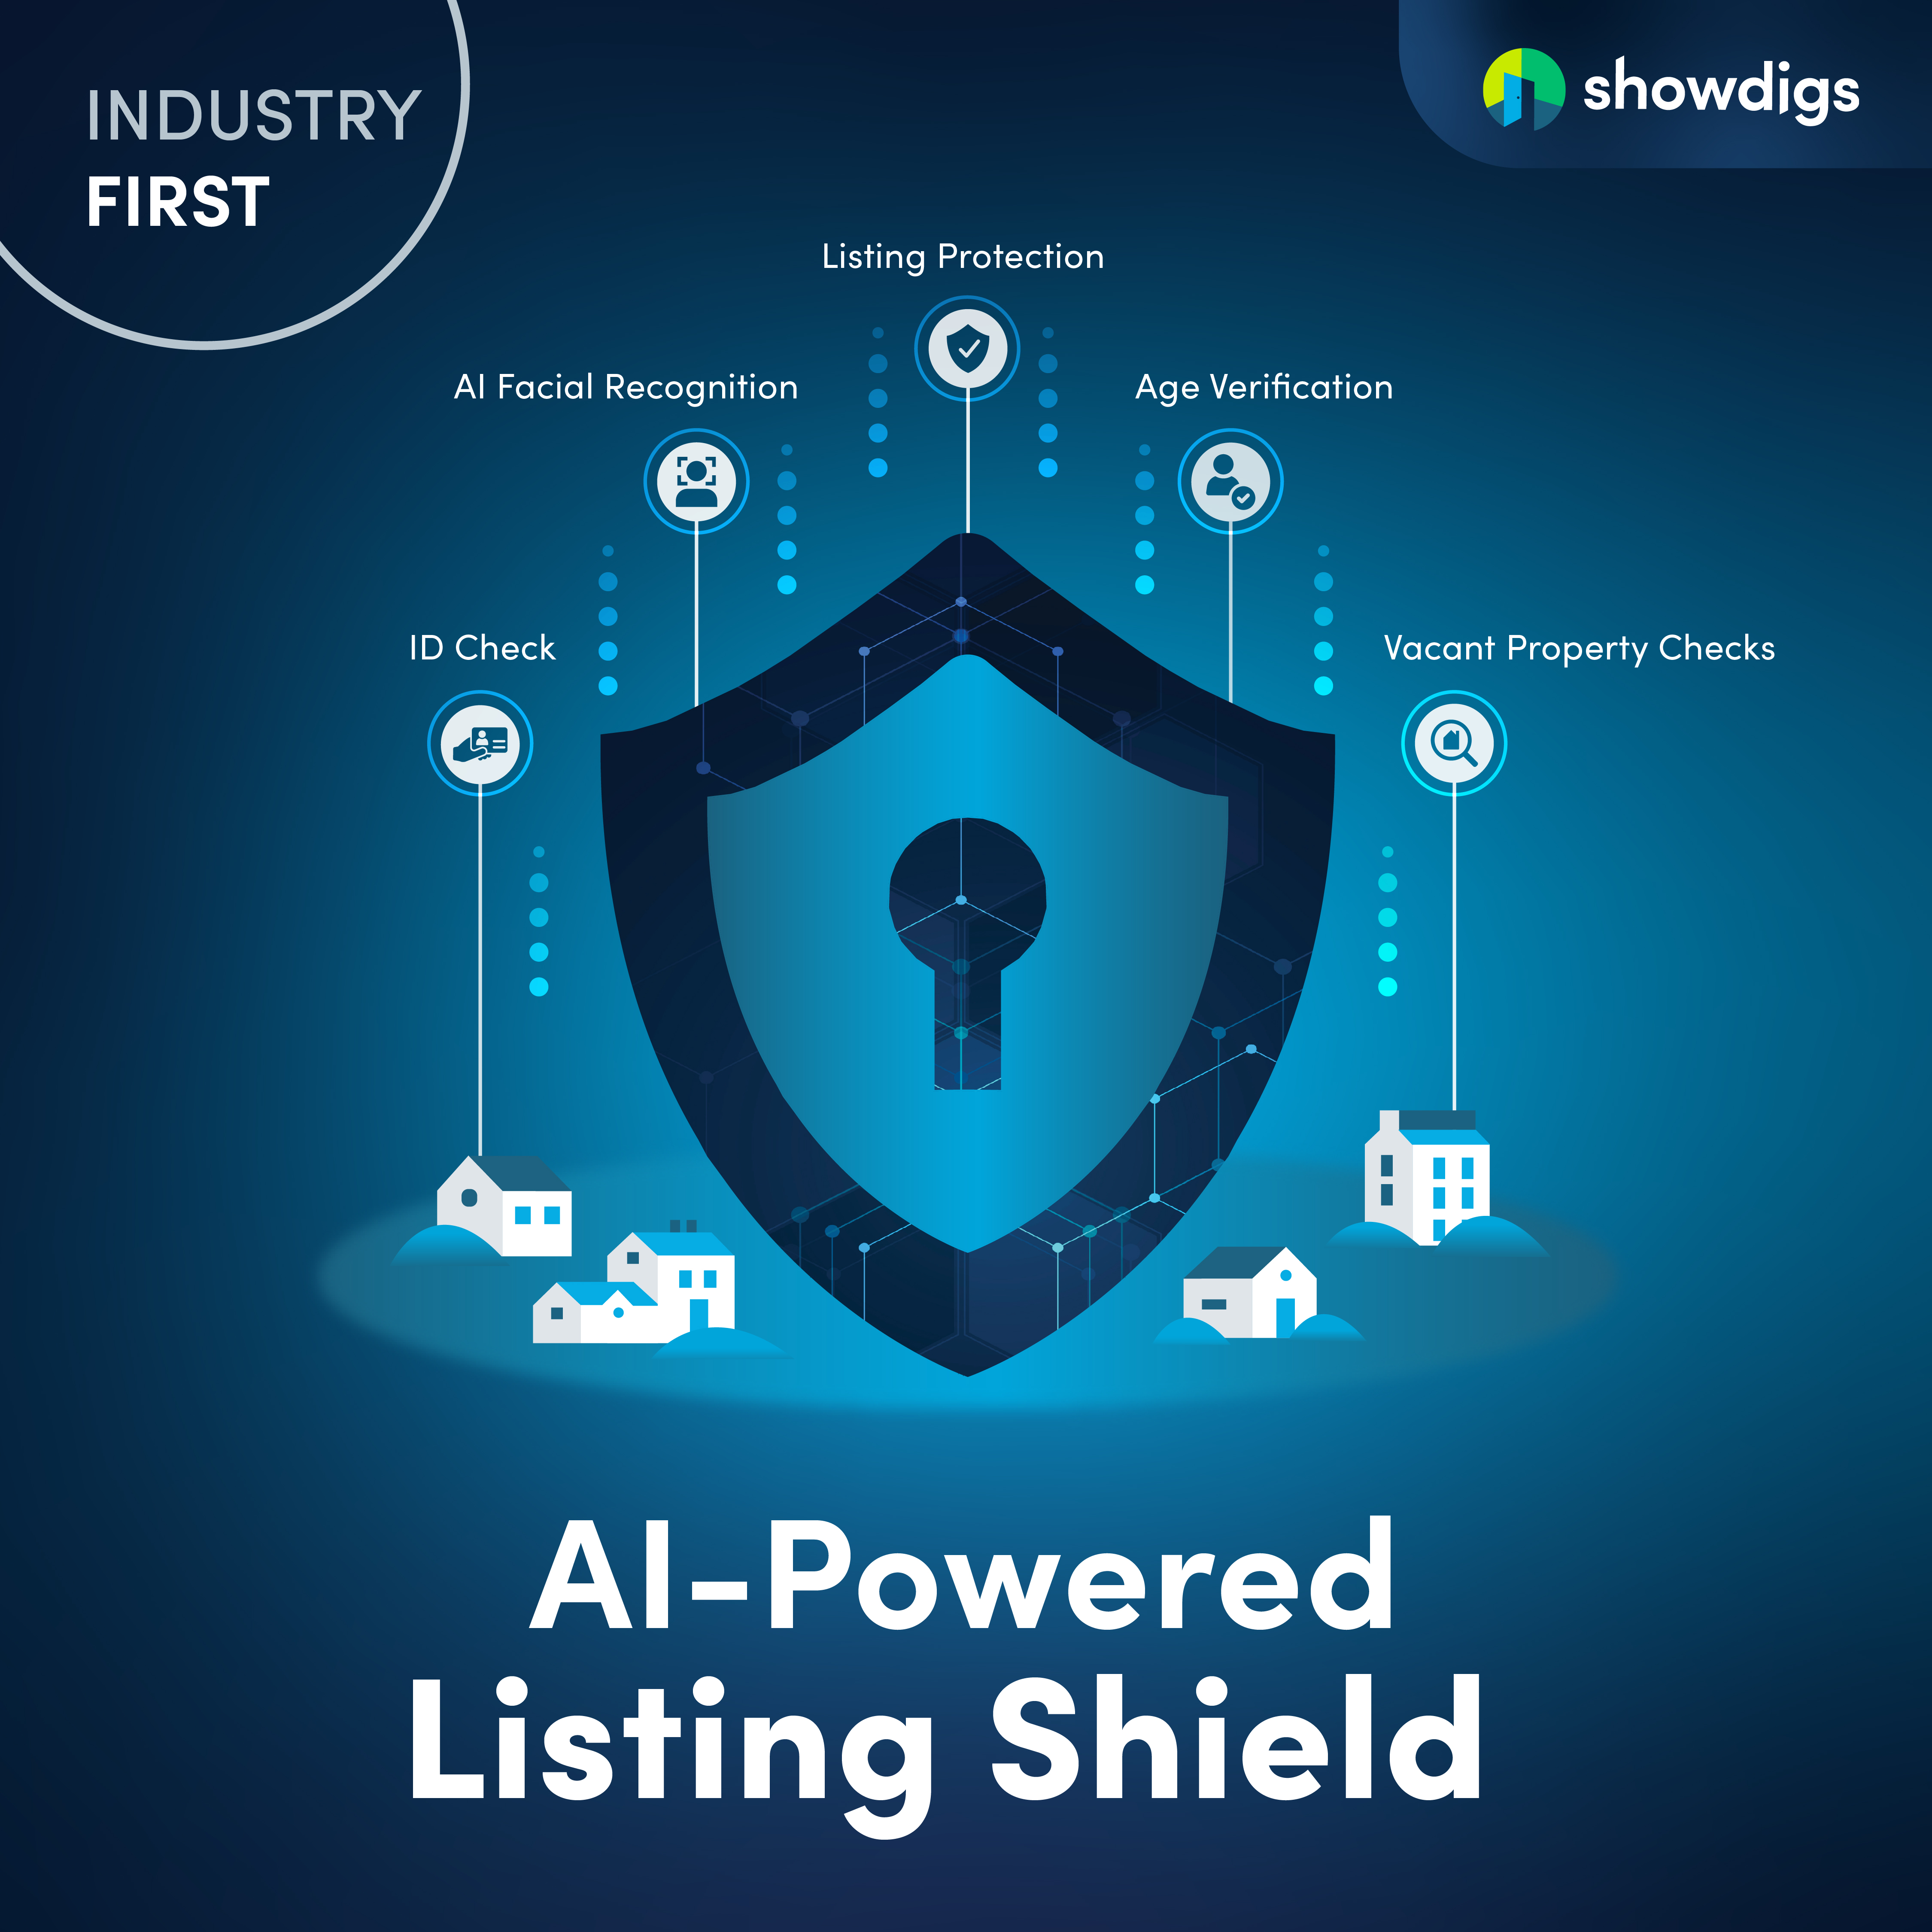 INDUSTRY
FIRST
showdigs
Listing Protection
AI Facial Recognition
Age Verification
ID Check
Vacant Property Checks
AI-Powered
Listing Shield